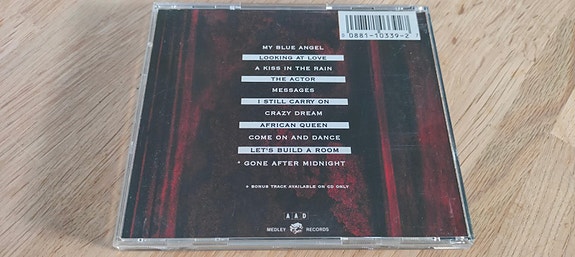 0 0881-10339-2 7
MY BLUE ANGEL
LOOKING AT LOVE
A KISS IN THE RAIN
THE ACTOR
MESSAGES
I STILL CARRY ON
CRAZY DREAM
AFRICAN QUEEN
COME ON AND DANCE
LET'S BUILD A ROOM
* GONE AFTER MIDNIGHT
+ BONUS TRACK AVAILABLE ON CD ONLY
AAD
MEDLEY RECORDS